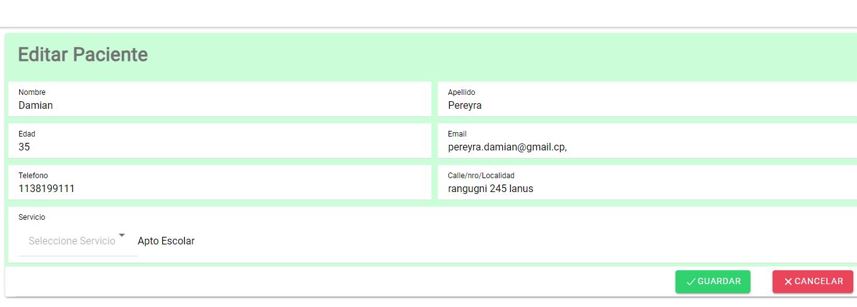 Editar Paciente
Nombre
Damian
Apellido
Pereyra
Edad
35
Email
pereyra.damian@gmail.cp,
Telefono
1138199111
Calle/nro/Localidad
rangugni 245 lanus
Servicio
Seleccione Servicio Apto Escolar
GUARDAR CANCELAR